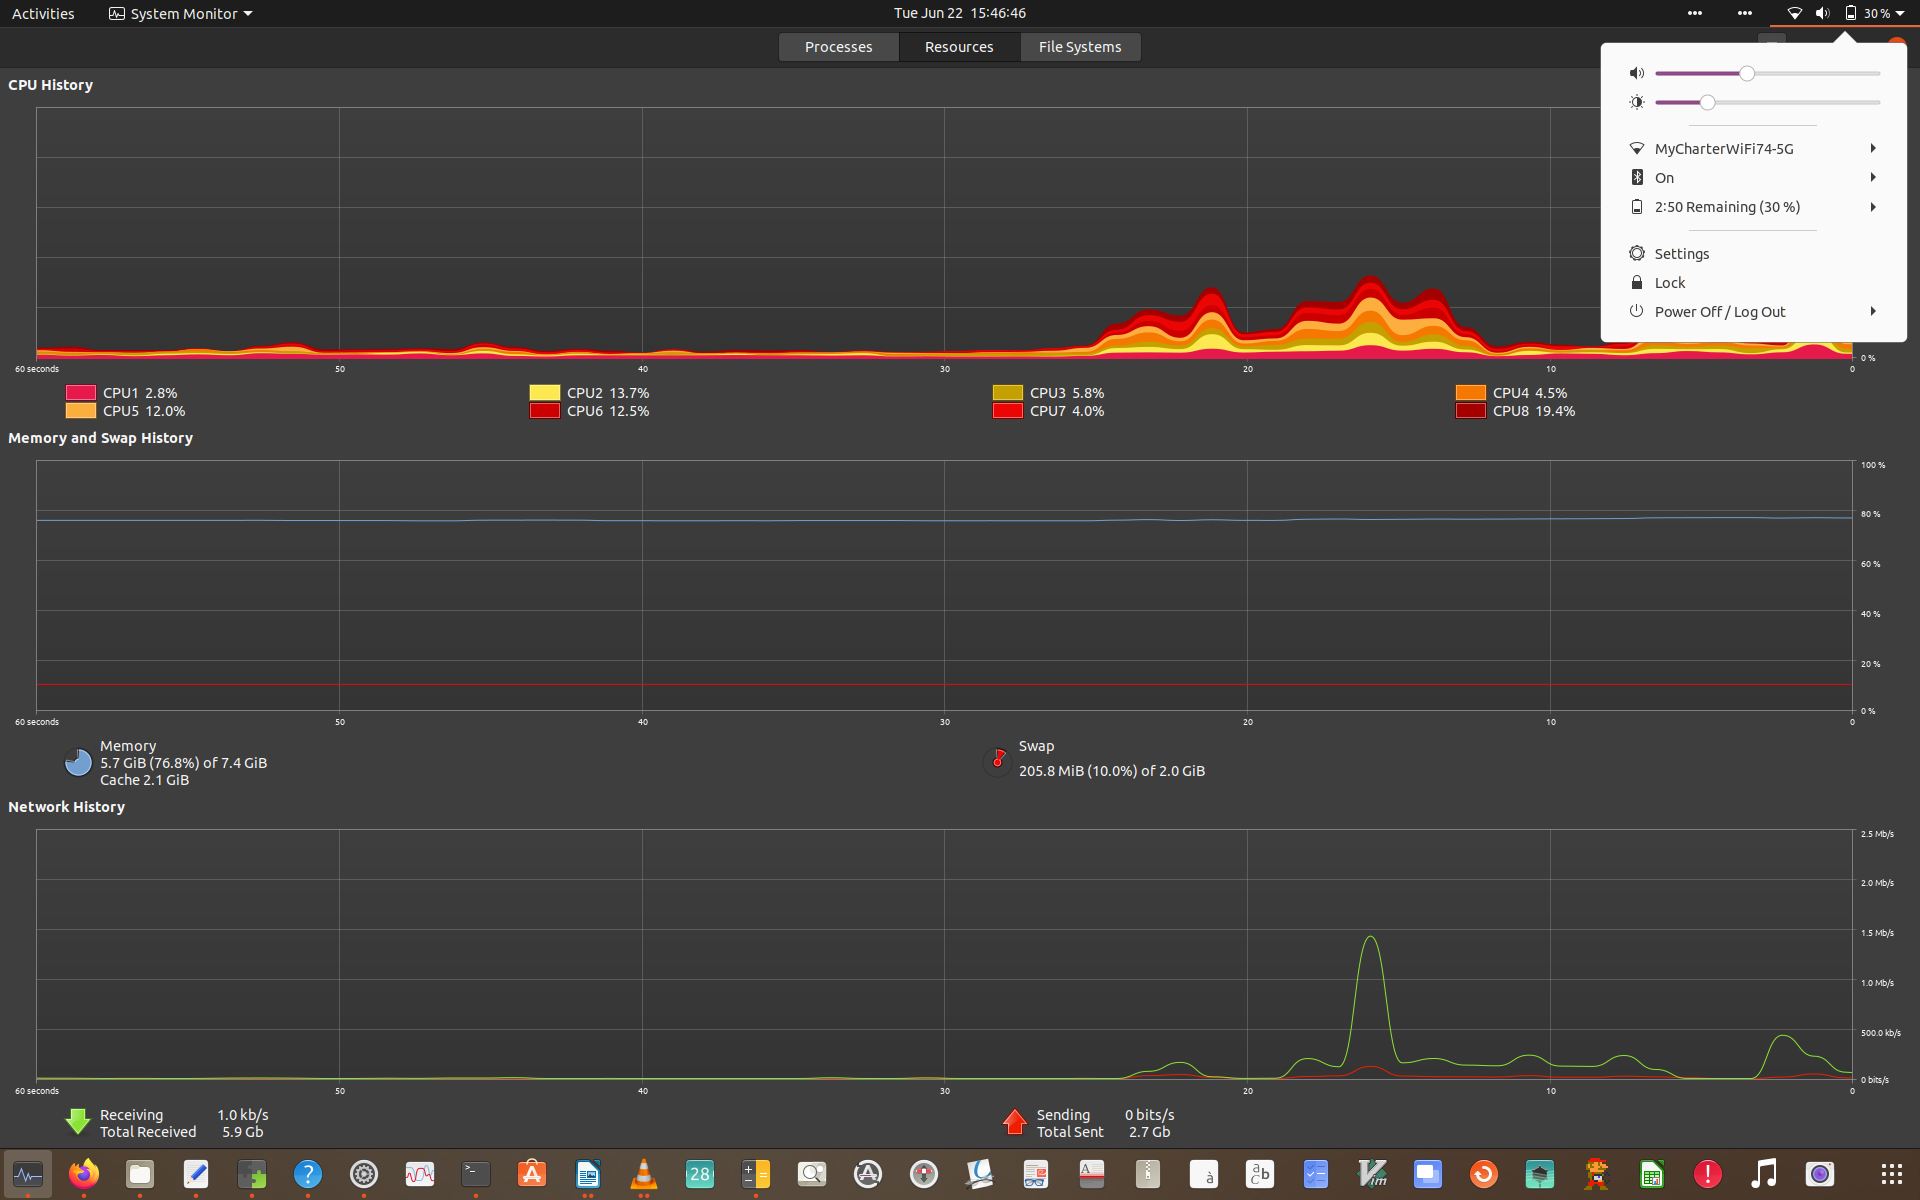 Activities
System Monitor
Tue Jun 22 15:46:46
30 %
Processes
Resources
File Systems
MyCharterWiFi74-5G
On
2:50 Remaining (30 %)
Settings
Lock
Power Off / Log Out
CPU History
0 %
60 seconds 50 40 30 20 10 0
CPU1 2.8% CPU2 13.7% CPU3 5.8% CPU4 4.5%
CPU5 12.0% CPU6 12.5% CPU7 4.0% CPU8 19.4%
Memory and Swap History
100 %
80 %
60 %
40 %
20 %
0 %
60 seconds 50 40 30 20 10 0
Memory
5.7 GiB (76.8%) of 7.4 GiB
Cache 2.1 GiB
Swap
205.8 MiB (10.0%) of 2.0 GiB
Network History
2.5 Mb/s
2.0 Mb/s
1.5 Mb/s
1.0 Mb/s
500.0 kb/s
0 bits/s
60 seconds 50 40 30 20 10 0
Receiving 1.0 kb/s
Total Received 5.9 Gb
Sending 0 bits/s
Total Sent 2.7 Gb
28
à
a b c
Vim